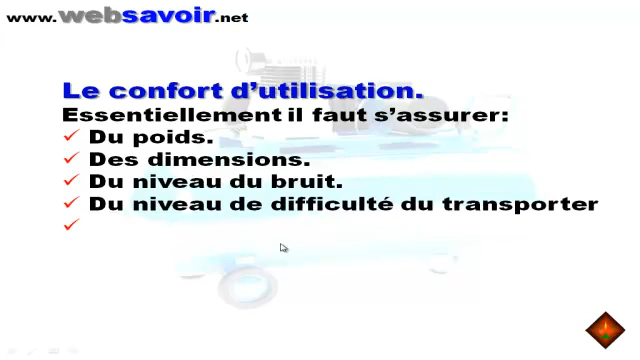 www.websavoir.net
Le confort d'utilisation.
Essentiellement il faut s'assurer:
Du poids.
Des dimensions.
Du niveau du bruit.
Du niveau de difficulté du transporter